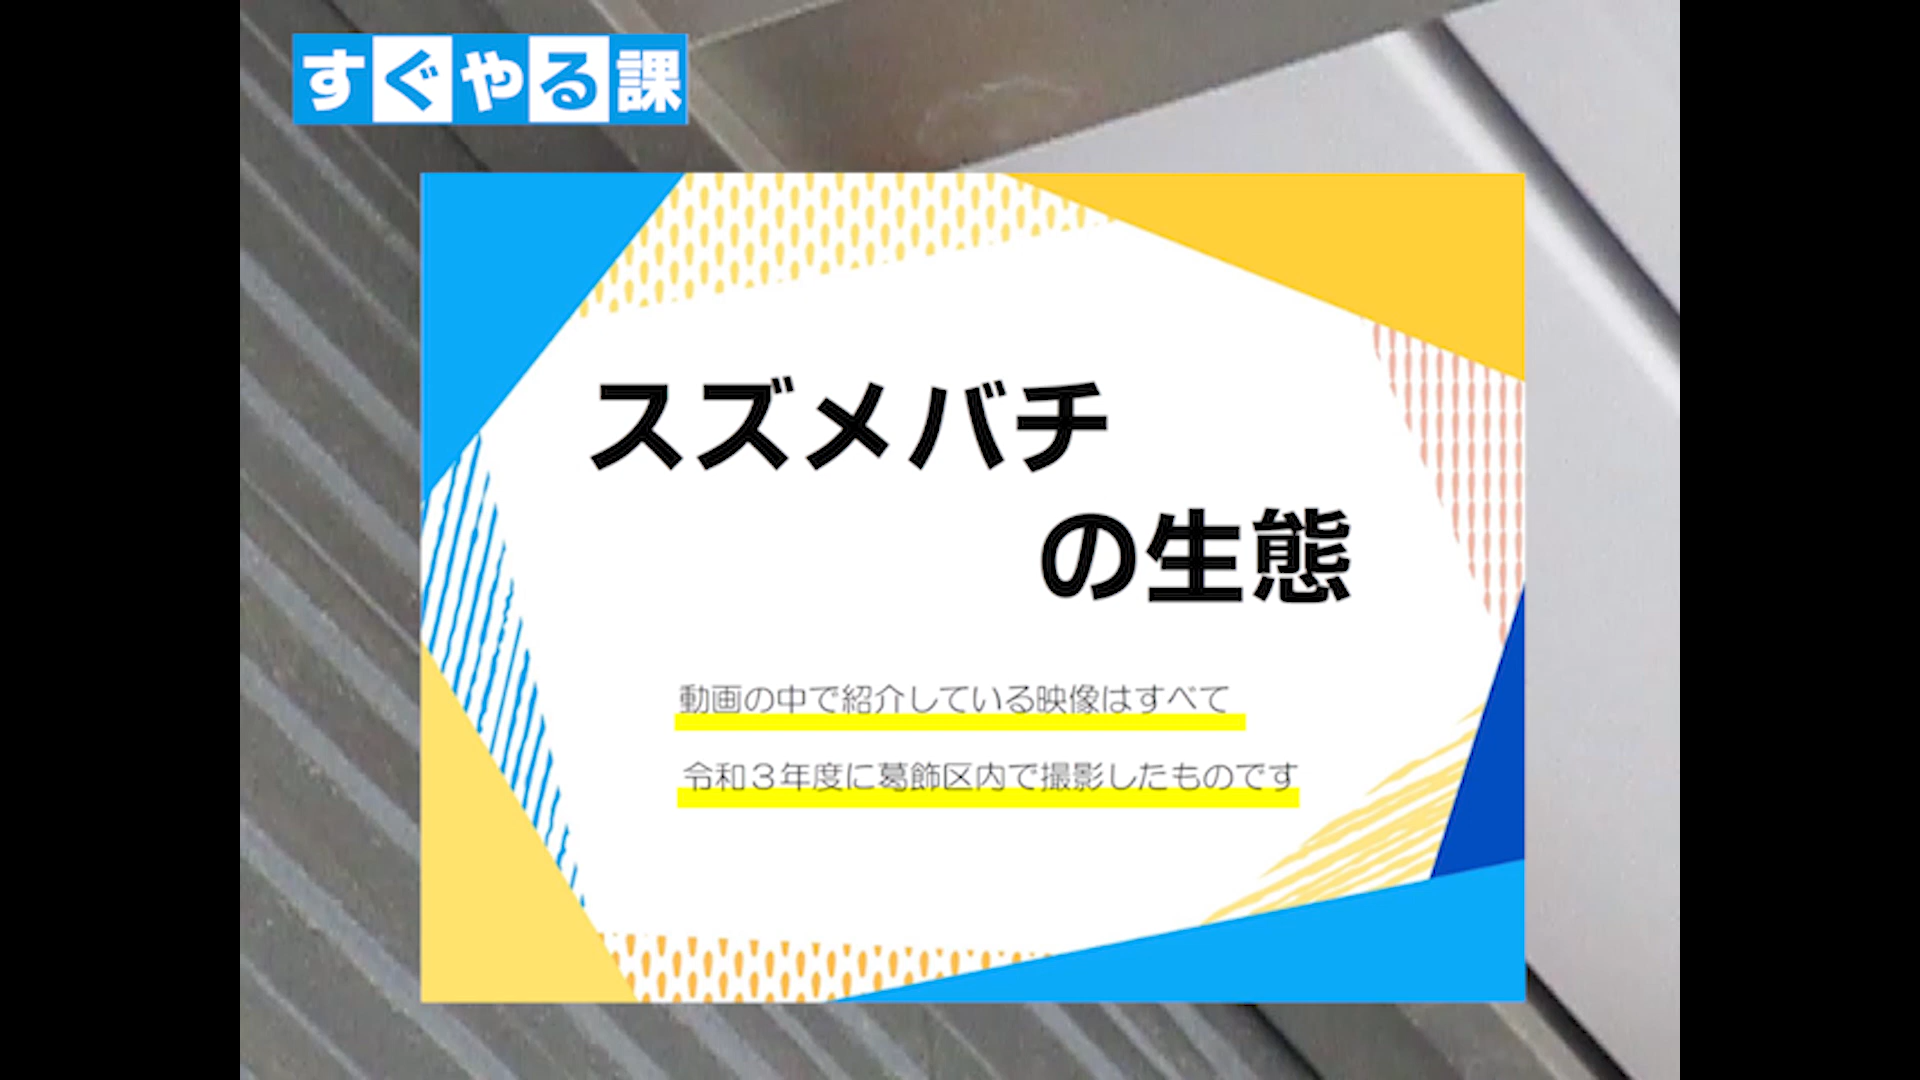 すぐやる課
スズメバチ
の生態
動画の中で紹介している映像はすべて
令和３年度に葛飾区内で撮影したものです